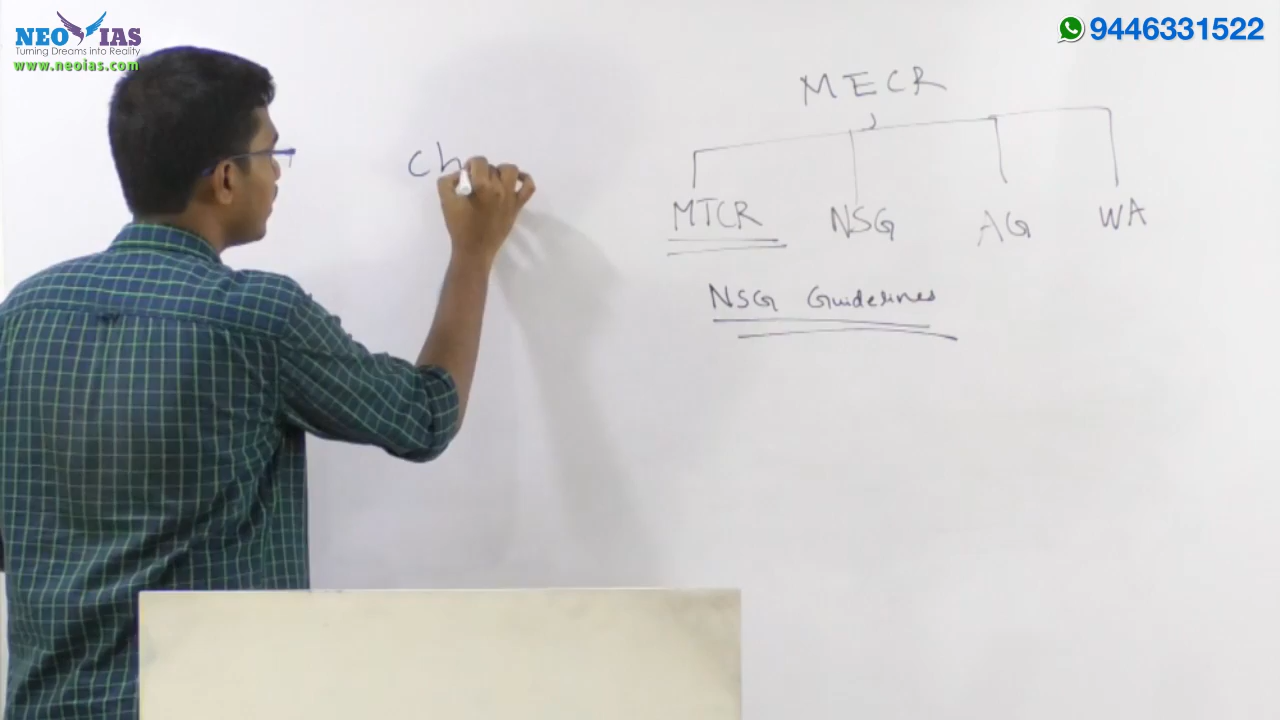 NEO IAS
Turning Dreams into Reality
www.neoias.com
9446331522
MECR
MTCR NSG AG WA
NSG Guidelines
Ch